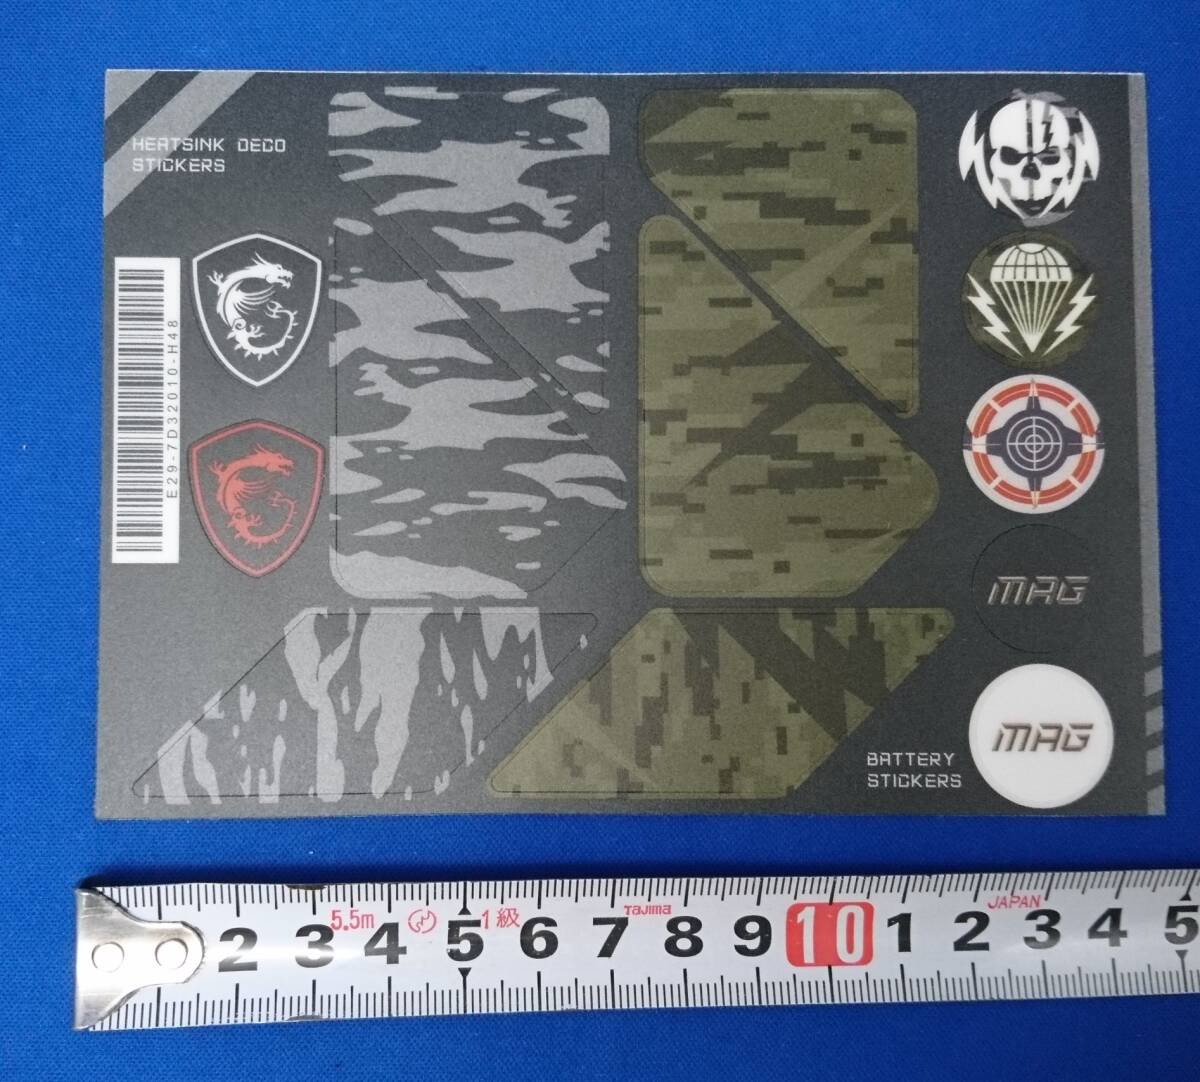 HEATSINK DECO
STICKERS
E29-7D32010-H48
MAG
MAG
BATTERY
STICKERS
5.5m 1級 Tajima JAPAN
2 3 4 5 6 7 8 9 10 1 2 3 4 5